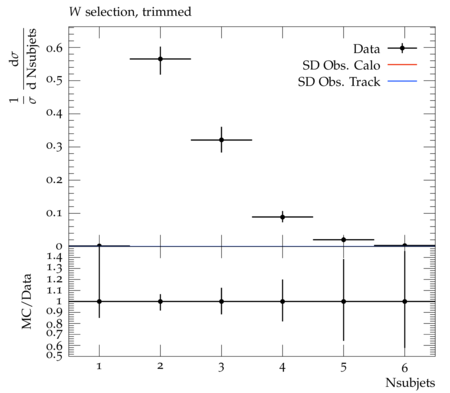 W selection, trimmed
1/σ dσ/d Nsubjets
Data
SD Obs. Calo
SD Obs. Track
0.6
0.5
0.4
0.3
0.2
0.1
0
1.4
1.3
1.2
1.1
1
0.9
0.8
0.7
0.6
0.5
MC/Data
1 2 3 4 5 6
Nsubjets